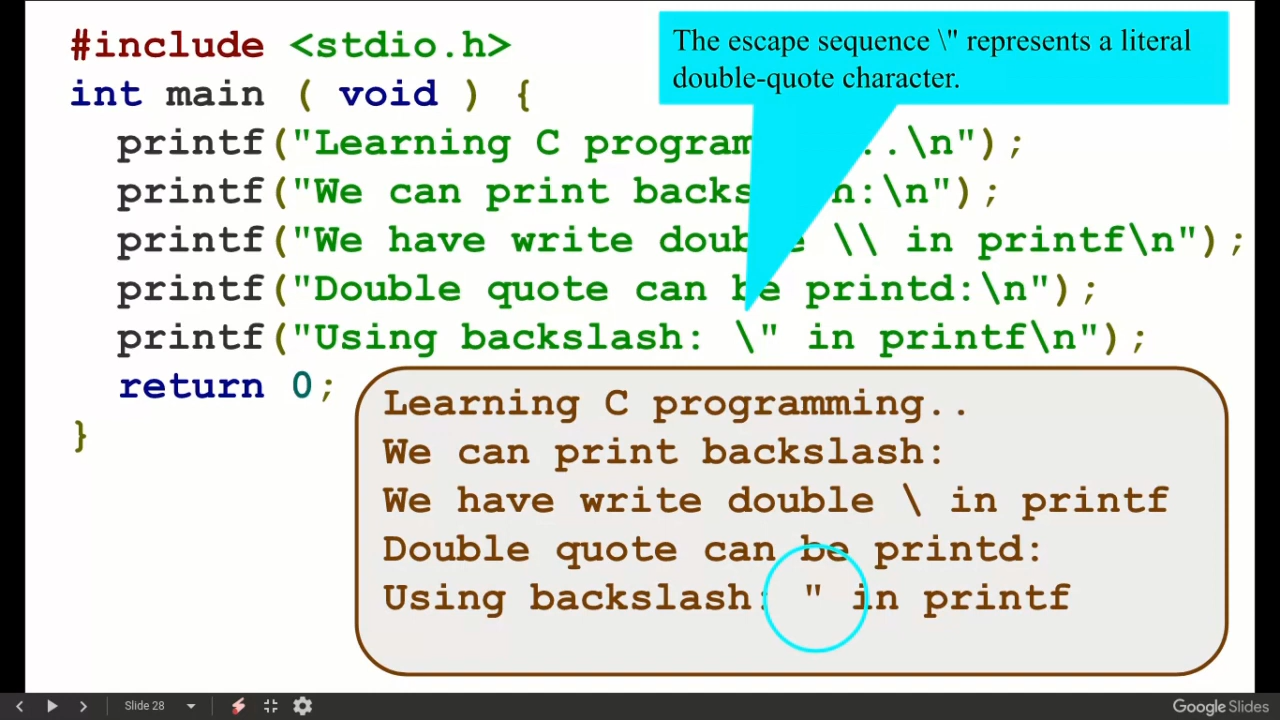 #include <stdio.h>
int main ( void ) {
The escape sequence \" represents a literal
double-quote character.
printf("Learning C program..\n");
printf("We can print backs n:\n");
printf("We have write double \\ in printf\n");
printf("Double quote can be printd:\n");
printf("Using backslash: \" in printf\n");
return 0;
}
Learning C programming..
We can print backslash:
We have write double \ in printf
Double quote can be printd:
Using backslash: " in printf
Slide 28
Google Slides